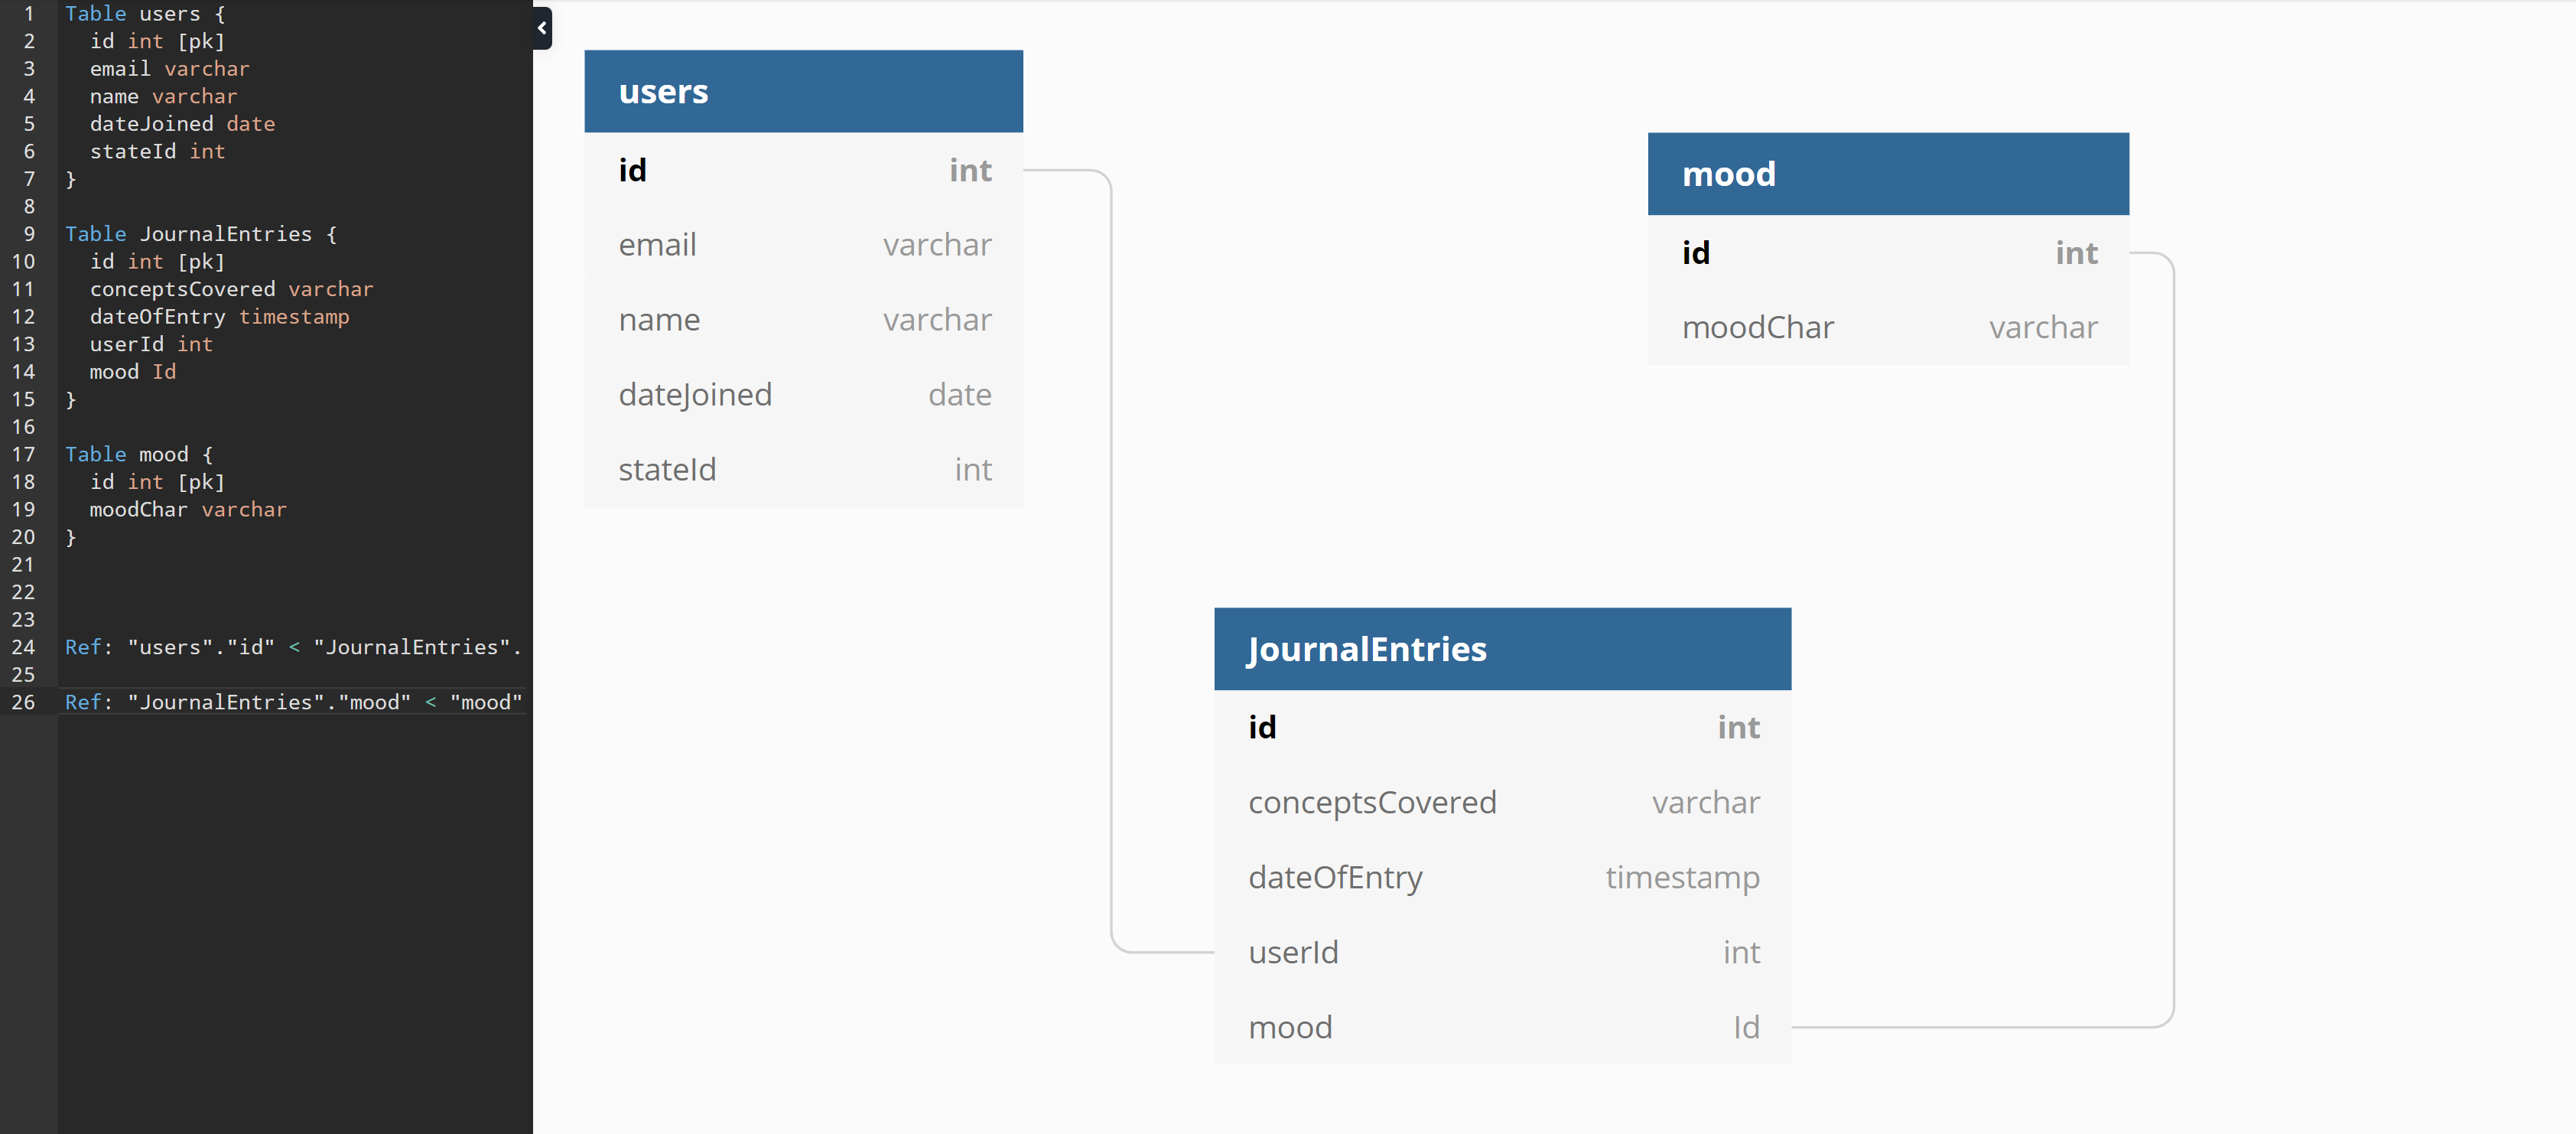 1 Table users {
2 id int [pk]
3 email varchar
4 name varchar
5 dateJoined date
6 stateId int
7 }
8
9 Table JournalEntries {
10 id int [pk]
11 conceptsCovered varchar
12 dateOfEntry timestamp
13 userId int
14 mood Id
15 }
16
17 Table mood {
18 id int [pk]
19 moodChar varchar
20 }
21
22
23
24 Ref: "users"."id" < "JournalEntries".
25
26 Ref: "JournalEntries"."mood" < "mood"
users
id int
email varchar
name varchar
dateJoined date
stateId int
mood
id int
moodChar varchar
JournalEntries
id int
conceptsCovered varchar
dateOfEntry timestamp
userId int
mood Id